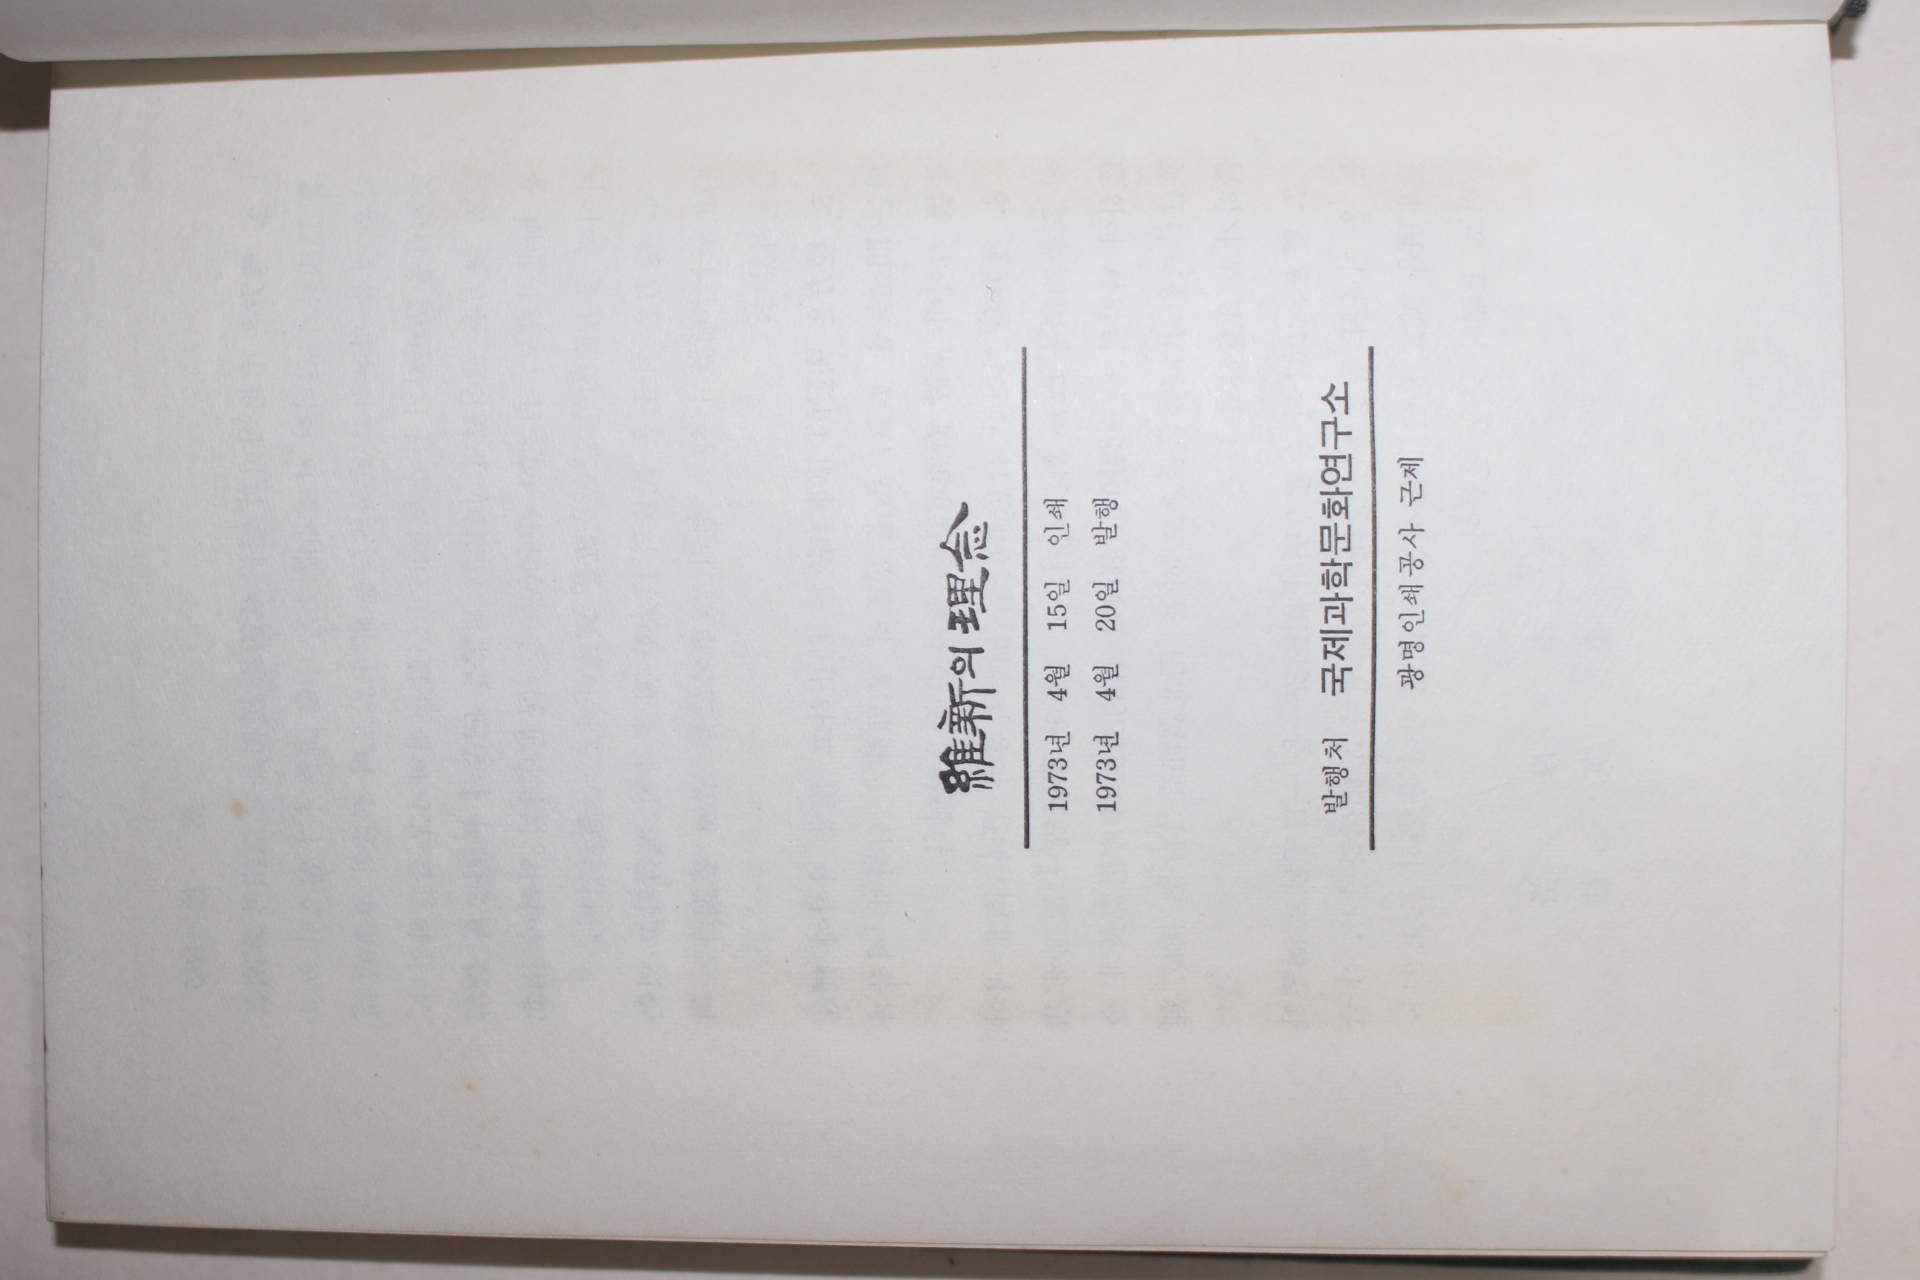 維新의 理念
1973년 4월 15일 인쇄
1973년 4월 20일 발행
발행처 국제과학문화연구소
광명인쇄공사 근제